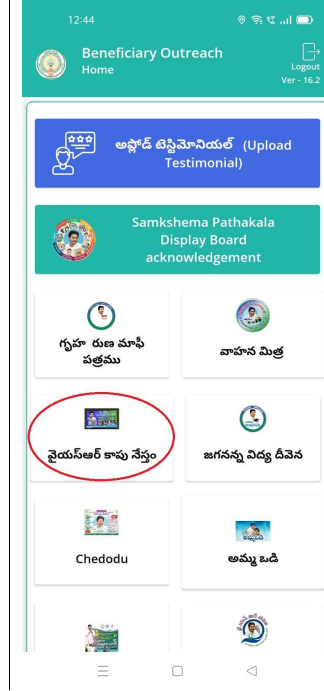 12:44
Beneficiary Outreach
Home
Logout
Ver - 16.2
అప్లోడ్ టెస్టిమోనియల్ (Upload
Testimonial)
Samkshema Pathakala
Display Board
acknowledgement
గృహ రుణ మాఫీ
పత్రము
వాహన మిత్ర
వైయస్ఆర్ కాపు నేస్తం
జగనన్న విద్య దీవెన
Chedodu
అమ్మ ఒడి